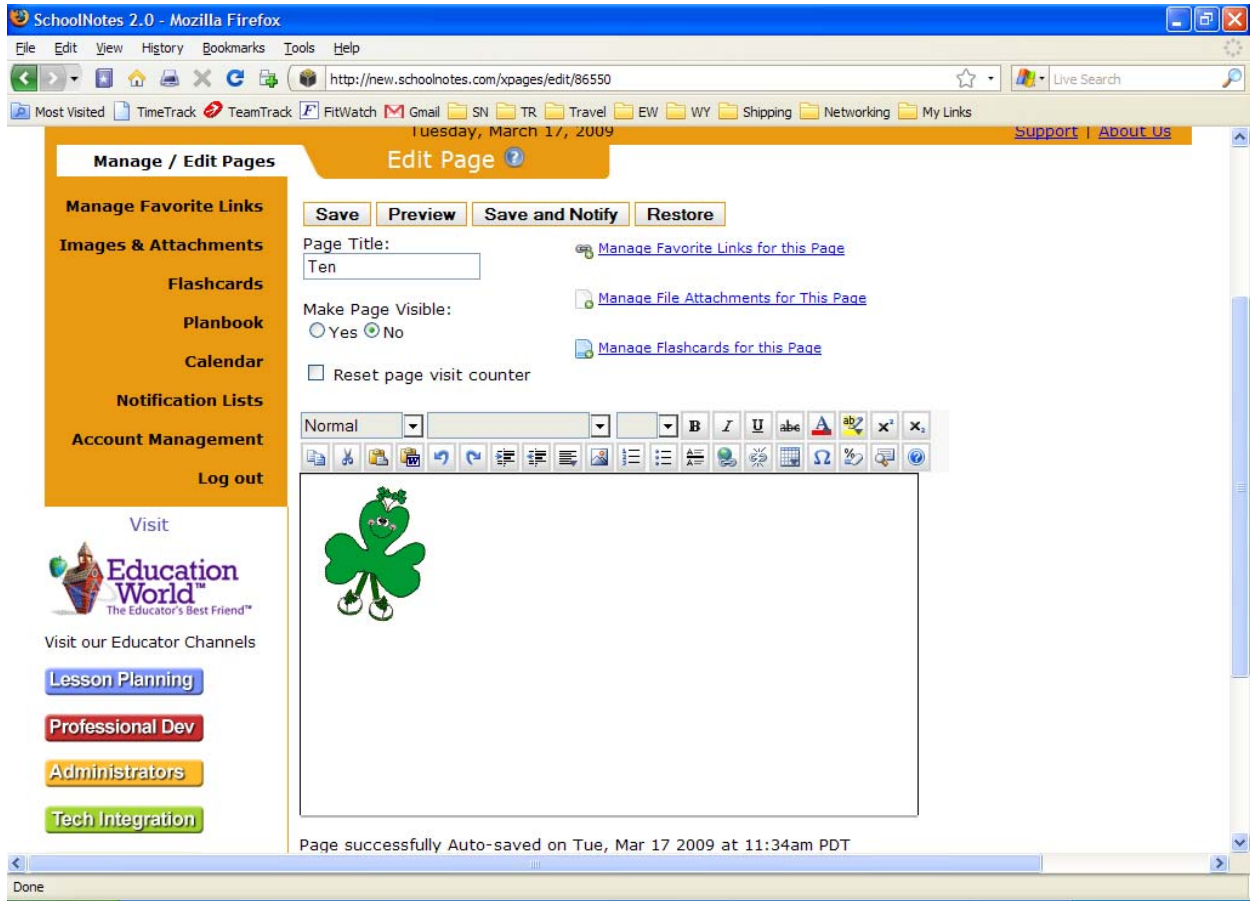 SchoolNotes 2.0 - Mozilla Firefox
File Edit View History Bookmarks Tools Help
http://new.schoolnotes.com/xpages/edit/86550
Live Search
Most Visited TimeTrack TeamTrack FitWatch Gmail SN TR Travel EW WY Shipping Networking My Links
Tuesday, March 17, 2009 Support | About Us
Manage / Edit Pages
Manage Favorite Links
Images & Attachments
Flashcards
Planbook
Calendar
Notification Lists
Account Management
Log out
Visit
Education
World™
The Educator's Best Friend™
Visit our Educator Channels
Lesson Planning
Professional Dev
Administrators
Tech Integration
Edit Page ?
Save Preview Save and Notify Restore
Page Title:
Ten
Make Page Visible:
Yes No
Reset page visit counter
Manage Favorite Links for this Page
Manage File Attachments for This Page
Manage Flashcards for this Page
Normal B I U abc A ab x² x₂
W Ω % ?
Page successfully Auto-saved on Tue, Mar 17 2009 at 11:34am PDT
Done